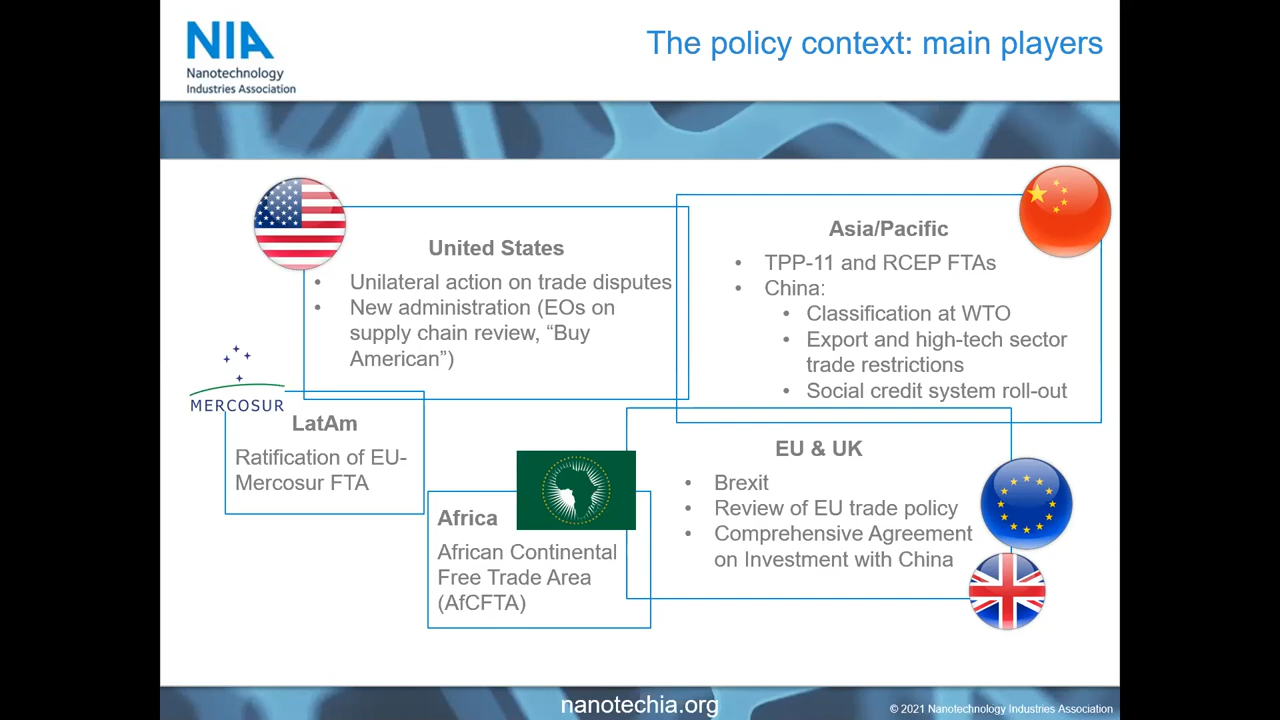 NIA
Nanotechnology
Industries Association
The policy context: main players
United States
• Unilateral action on trade disputes
• New administration (EOs on
supply chain review, “Buy
American”)
Asia/Pacific
• TPP-11 and RCEP FTAs
• China:
• Classification at WTO
• Export and high-tech sector
trade restrictions
• Social credit system roll-out
MERCOSUR
LatAm
Ratification of EU-
Mercosur FTA
Africa
African Continental
Free Trade Area
(AfCFTA)
EU & UK
• Brexit
• Review of EU trade policy
• Comprehensive Agreement
on Investment with China
nanotechia.org
© 2021 Nanotechnology Industries Association